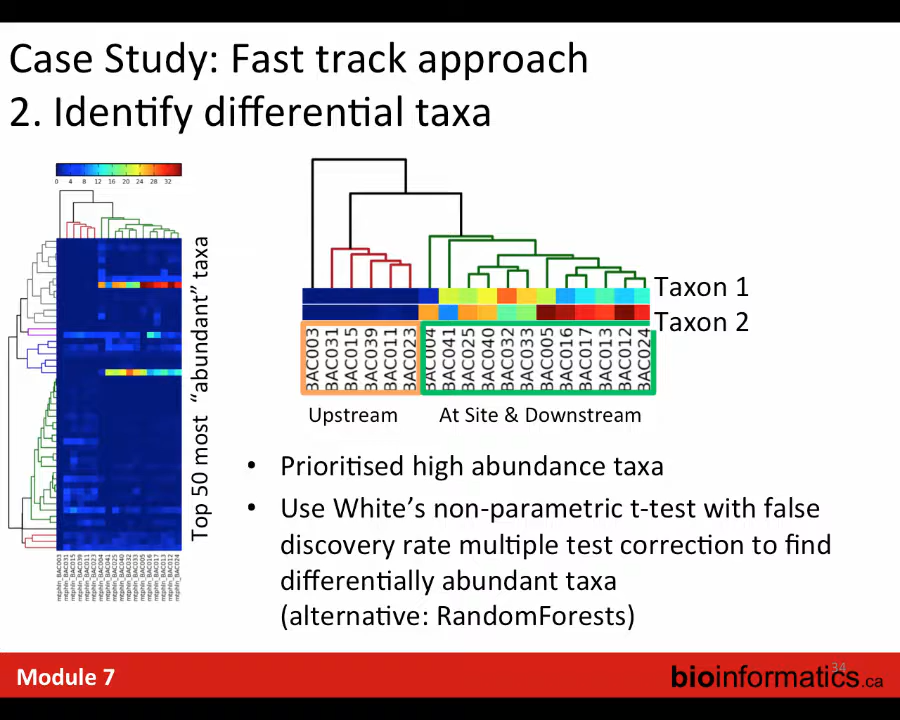 Case Study: Fast track approach
2. Identify differential taxa
0 4 8 12 16 20 24 28 32
Top 50 most "abundant" taxa
Taxon 1
Taxon 2
BAC003
BAC031
BAC015
BAC039
BAC011
BAC023
BAC004
BAC041
BAC025
BAC040
BAC032
BAC033
BAC005
BAC016
BAC017
BAC013
BAC012
BAC024
Upstream
At Site & Downstream
• Prioritised high abundance taxa
• Use White's non-parametric t-test with false
discovery rate multiple test correction to find
differentially abundant taxa
(alternative: RandomForests)
Module 7
34
bioinformatics.ca